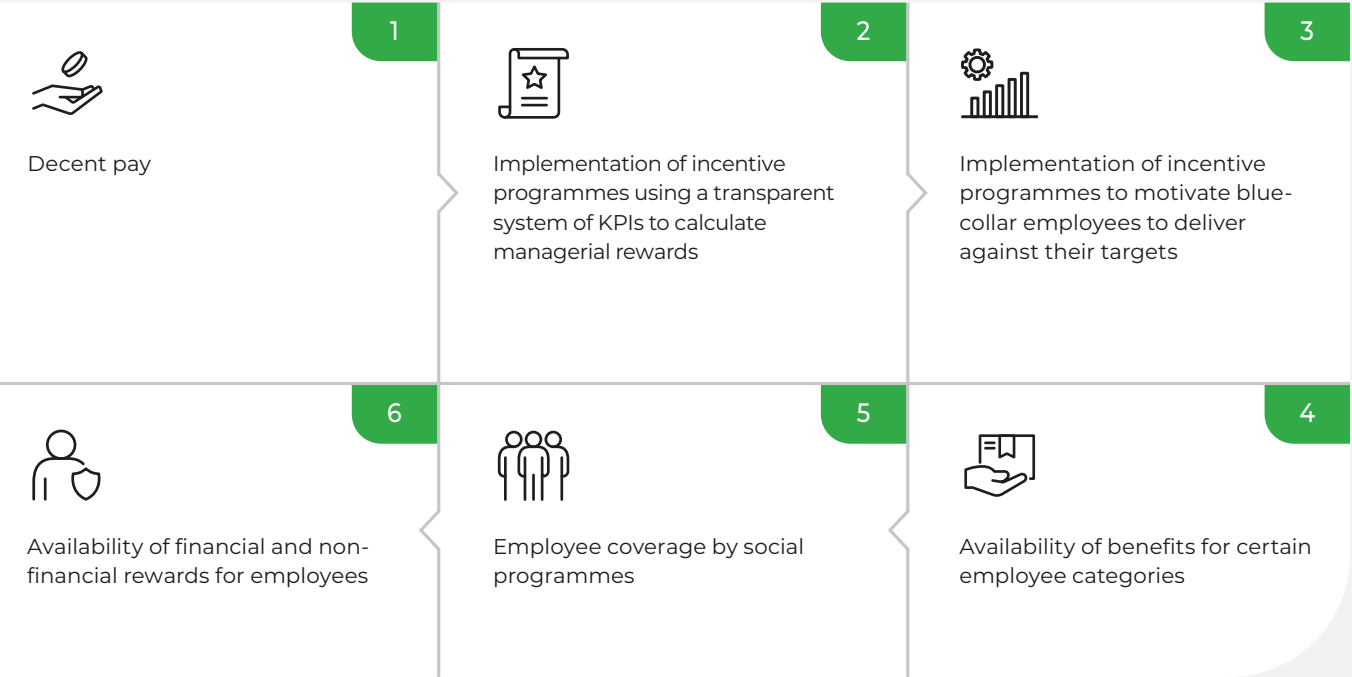 1
Decent pay
2
Implementation of incentive
programmes using a transparent
system of KPIs to calculate
managerial rewards
3
Implementation of incentive
programmes to motivate blue-
collar employees to deliver
against their targets
4
Availability of benefits for certain
employee categories
5
Employee coverage by social
programmes
6
Availability of financial and non-
financial rewards for employees